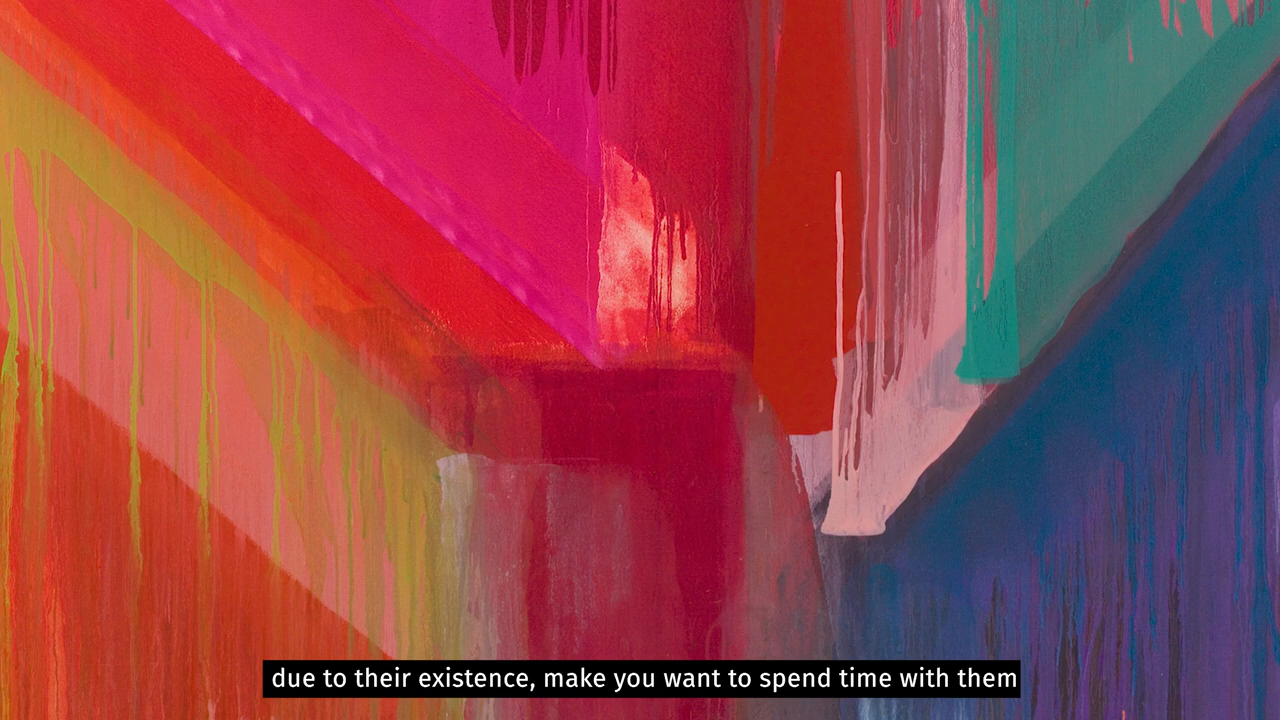 due to their existence, make you want to spend time with them